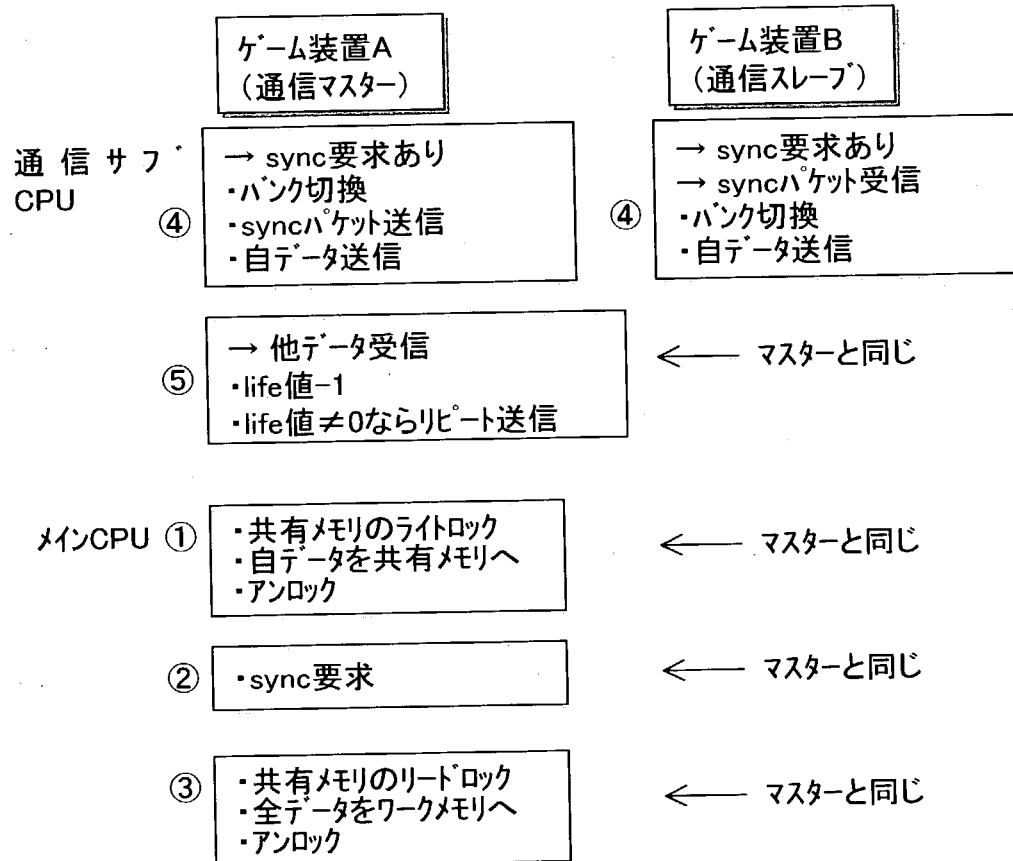 ゲーム装置A
(通信マスター)
ゲーム装置B
(通信スレーブ)
通信サブ
CPU
④
→ sync要求あり
・バンク切換
・syncパケット送信
・自データ送信
④
→ sync要求あり
→ syncパケット受信
・バンク切換
・自データ送信
⑤
→ 他データ受信
・life値-1
・life値≠0ならリピート送信
← マスターと同じ
メインCPU ①
・共有メモリのライトロック
・自データを共有メモリへ
・アンロック
← マスターと同じ
②
・sync要求
← マスターと同じ
③
・共有メモリのリードロック
・全データをワークメモリへ
・アンロック
← マスターと同じ